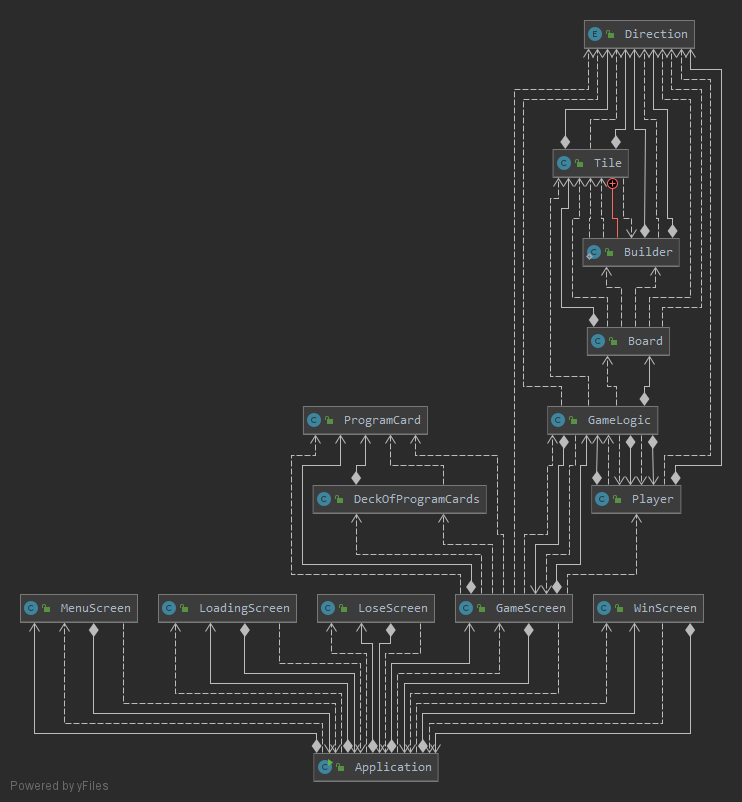 Direction
Tile
Builder
Board
ProgramCard
GameLogic
DeckOfProgramCards
Player
MenuScreen
LoadingScreen
LoseScreen
GameScreen
WinScreen
Application
Powered by yFiles